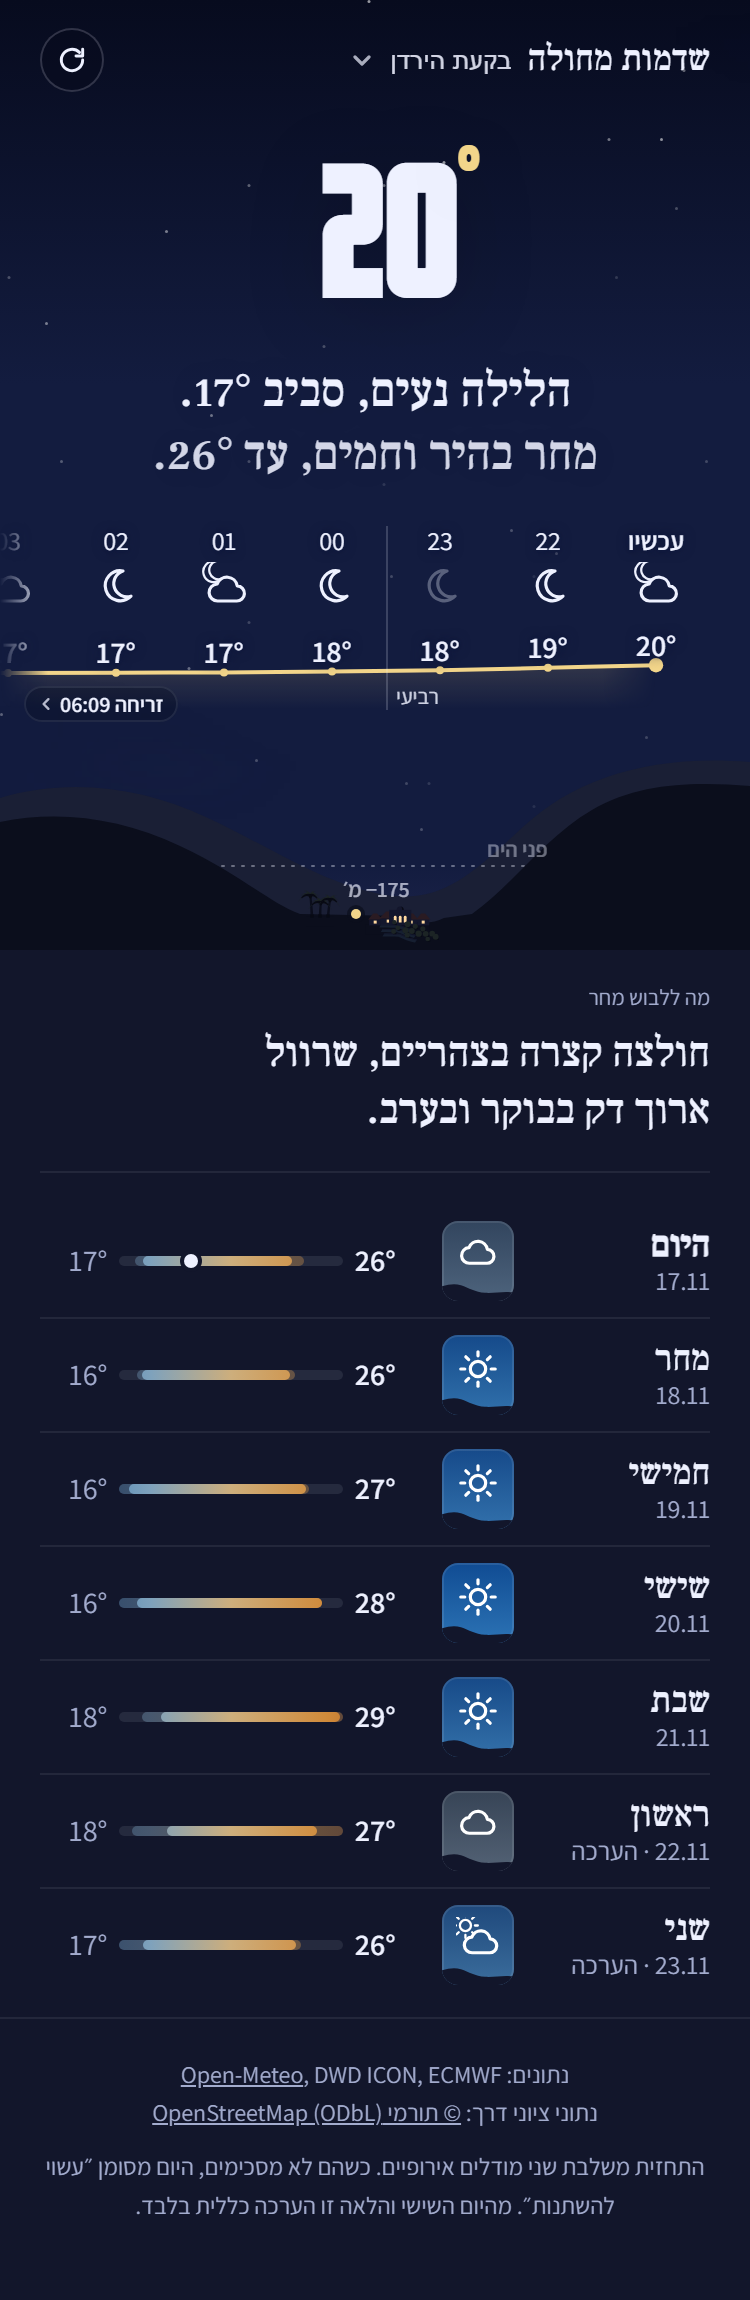 שדמות מחולה בקעת הירדן
20°
הלילה נעים, סביב 17°.
מחר בהיר וחמים, עד 26°.
עכשיו 22 23 00 01 02 03
20° 19° 18° 18° 17° 17° 7°
רביעי
זריחה 06:09
פני הים
−175 מ׳
מה ללבוש מחר
חולצה קצרה בצהריים, שרוול
ארוך דק בבוקר ובערב.
היום
17.11
26° 17°
מחר
18.11
26° 16°
חמישי
19.11
27° 16°
שישי
20.11
28° 16°
שבת
21.11
29° 18°
ראשון
22.11 · הערכה
27° 18°
שני
23.11 · הערכה
26° 17°
נתונים: Open-Meteo, DWD ICON, ECMWF
נתוני ציוני דרך: © תורמי OpenStreetMap (ODbL)
התחזית משלבת שני מודלים אירופיים. כשהם לא מסכימים, היום מסומן ״עשוי
להשתנות״. מהיום השישי והלאה זו הערכה כללית בלבד.